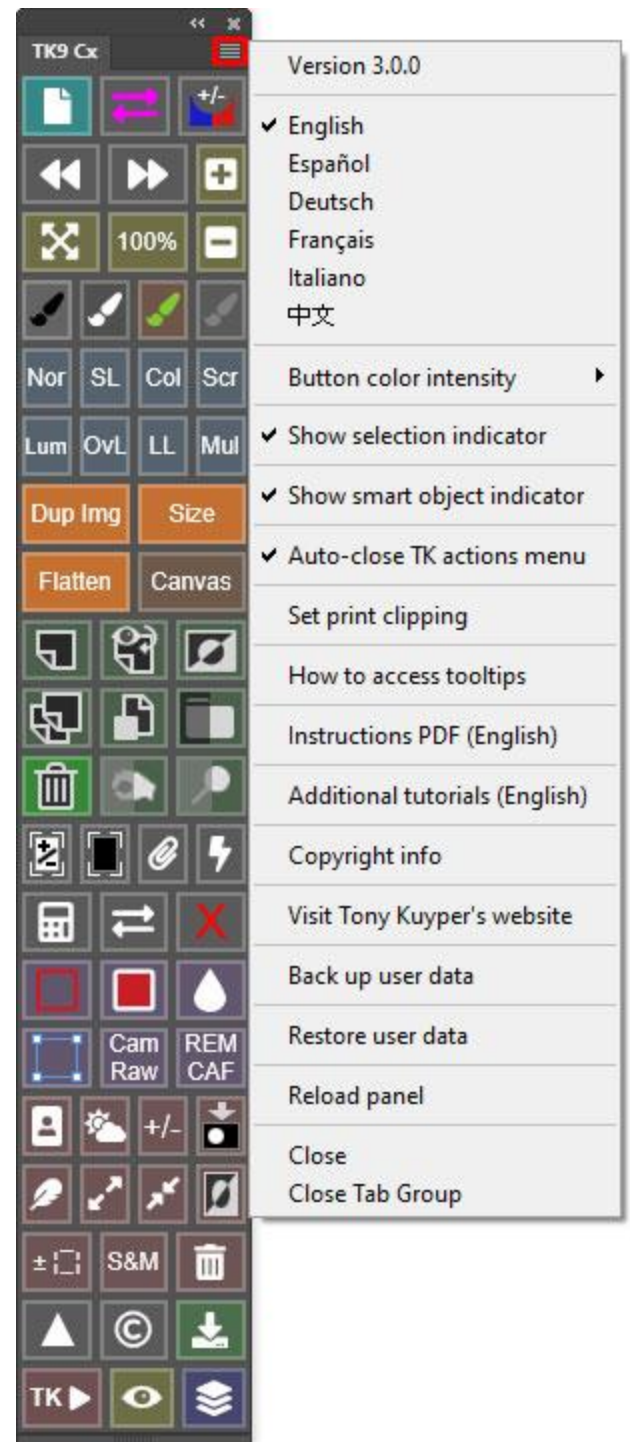 TK9 Cx
+/-
100%
Nor SL Col Scr
Lum OvL LL Mul
Dup Img Size
Flatten Canvas
X
Cam Raw
REM CAF
+/-
± S&M
©
TK
Version 3.0.0
English
Español
Deutsch
Français
Italiano
中文
Button color intensity
Show selection indicator
Show smart object indicator
Auto-close TK actions menu
Set print clipping
How to access tooltips
Instructions PDF (English)
Additional tutorials (English)
Copyright info
Visit Tony Kuyper's website
Back up user data
Restore user data
Reload panel
Close
Close Tab Group